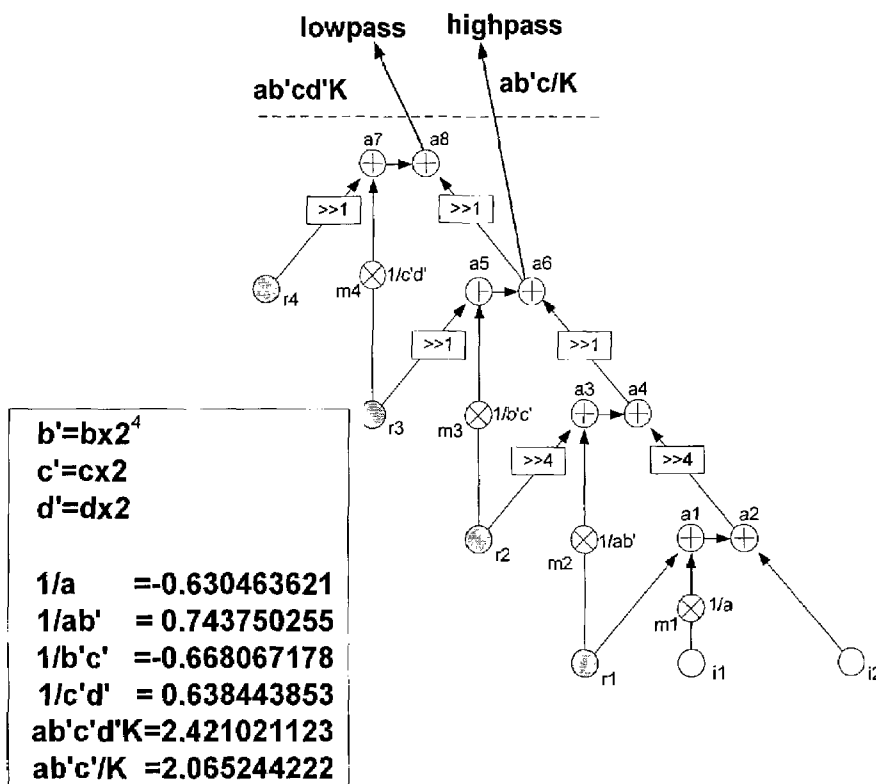 lowpass highpass
ab'cd'K ab'c/K
a7 a8
>>1 >>1
r4 m4 1/c'd' a5 a6
>>1 >>1
r3 m3 1/b'c' a3 a4
>>4 >>4
r2 m2 1/ab' a1 a2
m1 1/a
r1 i1 i2
b'=bx2⁴
c'=cx2
d'=dx2
1/a =-0.630463621
1/ab' = 0.743750255
1/b'c' =-0.668067178
1/c'd' = 0.638443853
ab'c'd'K=2.421021123
ab'c'/K =2.065244222